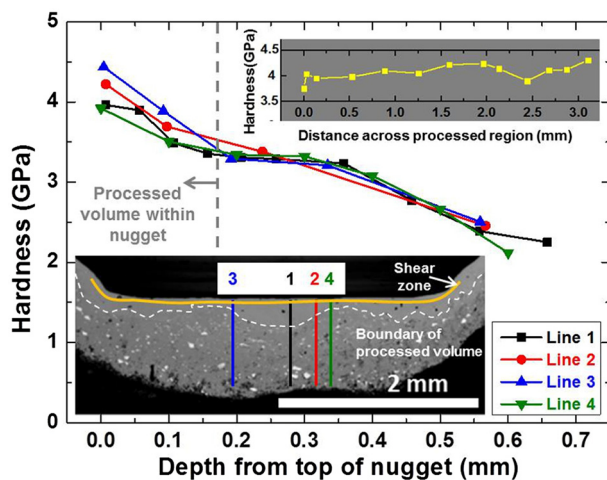 5
4
3
2
1
0
Hardness (GPa)
0.0 0.1 0.2 0.3 0.4 0.5 0.6 0.7
Depth from top of nugget (mm)
Hardness(GPa)
4.5
4
3.5
0.0 0.5 1.0 1.5 2.0 2.5 3.0
Distance across processed region (mm)
Processed
volume within
nugget
3 1 2 4
Shear
zone
Boundary of
processed volume
2 mm
Line 1
Line 2
Line 3
Line 4